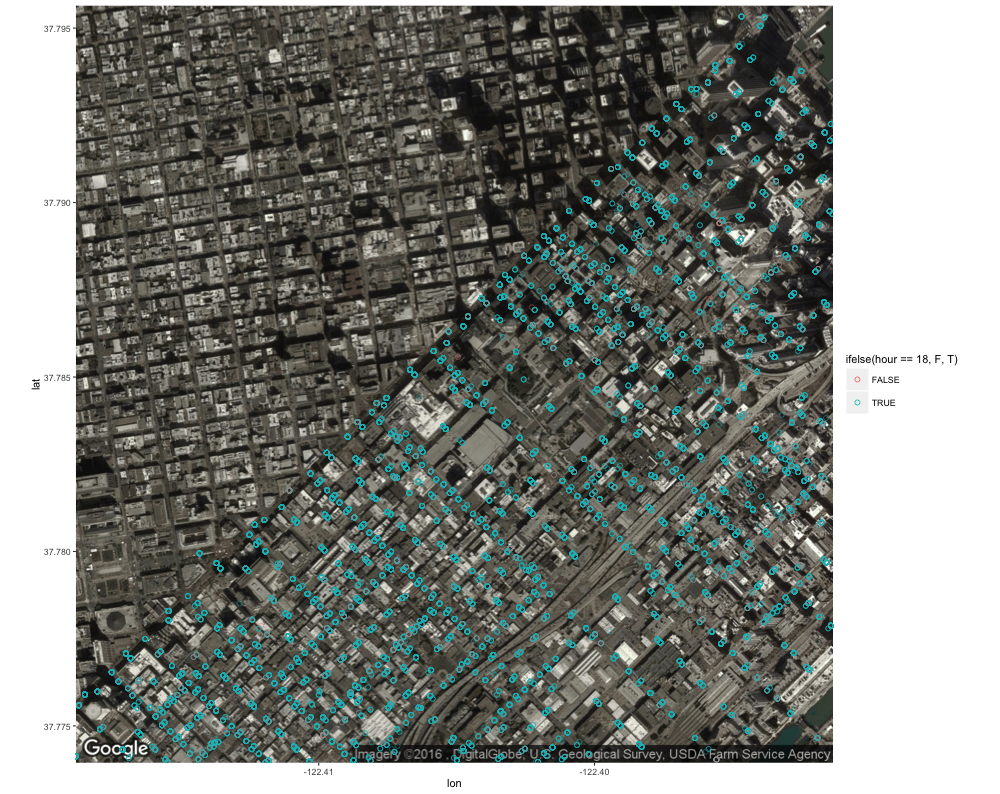 37.795
37.790
37.785
37.780
37.775
lat
-122.41
-122.40
lon
ifelse(hour == 18, F, T)
FALSE
TRUE
Google
Imagery ©2016 , DigitalGlobe, U.S. Geological Survey, USDA Farm Service Agency